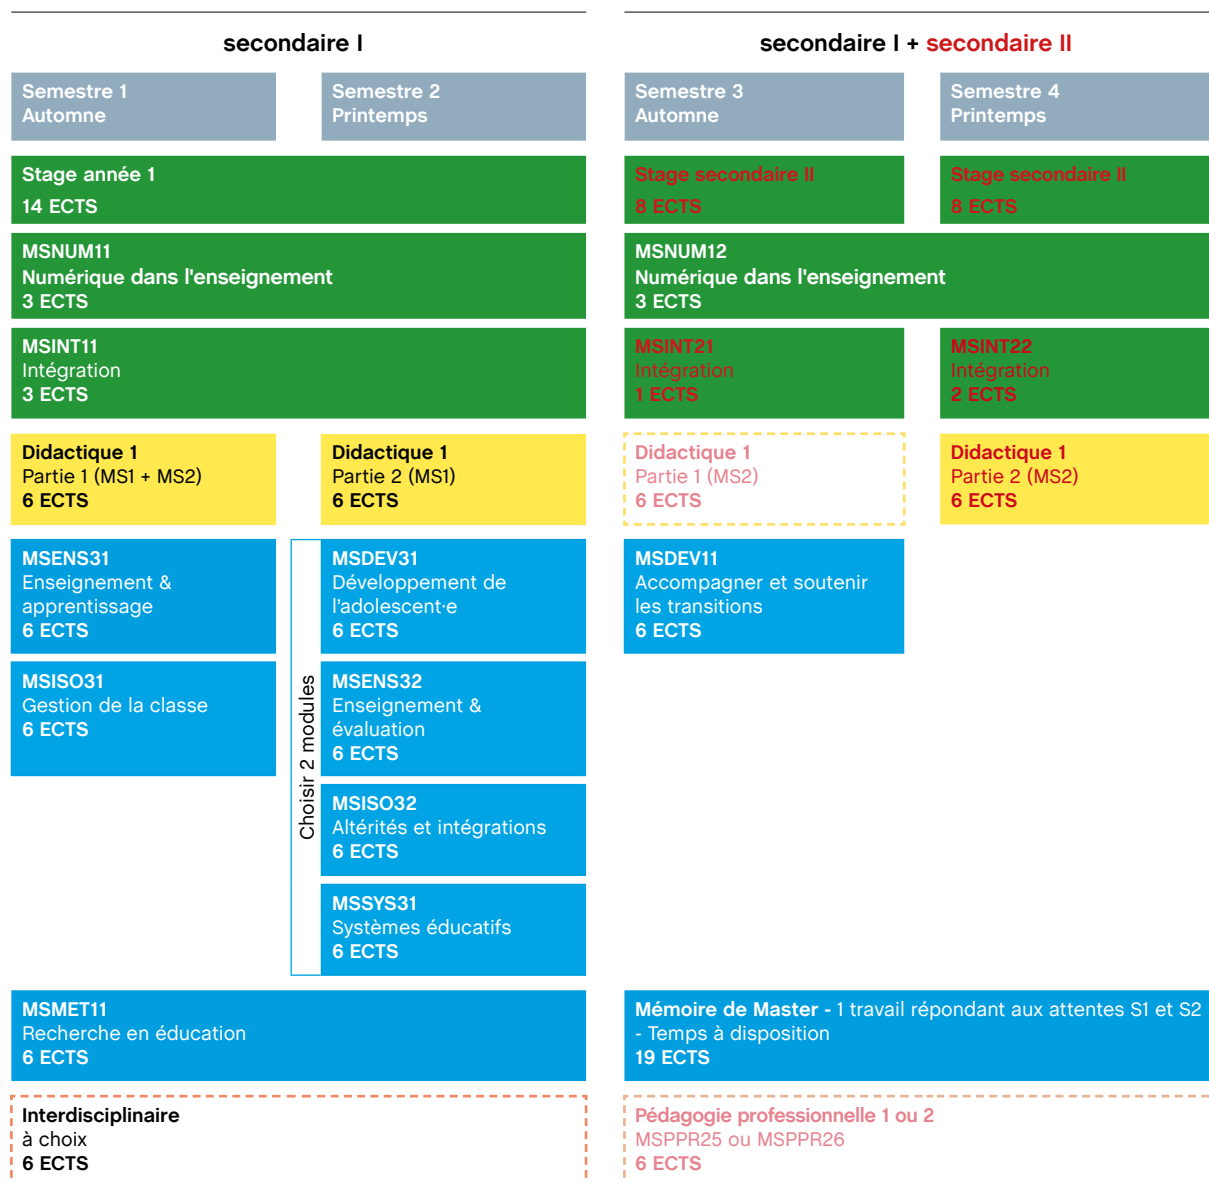 secondaire I
secondaire I + secondaire II
Semestre 1
Automne
Semestre 2
Printemps
Semestre 3
Automne
Semestre 4
Printemps
Stage année 1
14 ECTS
Stage secondaire II
8 ECTS
Stage secondaire II
8 ECTS
MSNUM11
Numérique dans l'enseignement
3 ECTS
MSNUM12
Numérique dans l'enseignement
3 ECTS
MSINT11
Intégration
3 ECTS
MSINT21
Intégration
1 ECTS
MSINT22
Intégration
2 ECTS
Didactique 1
Partie 1 (MS1 + MS2)
6 ECTS
Didactique 1
Partie 2 (MS1)
6 ECTS
Didactique 1
Partie 1 (MS2)
6 ECTS
Didactique 1
Partie 2 (MS2)
6 ECTS
MSENS31
Enseignement &
apprentissage
6 ECTS
MSISO31
Gestion de la classe
6 ECTS
Choisir 2 modules
MSDEV31
Développement de
l'adolescent·e
6 ECTS
MSENS32
Enseignement &
évaluation
6 ECTS
MSISO32
Altérités et intégrations
6 ECTS
MSSYS31
Systèmes éducatifs
6 ECTS
MSDEV11
Accompagner et soutenir
les transitions
6 ECTS
MSMET11
Recherche en éducation
6 ECTS
Mémoire de Master - 1 travail répondant aux attentes S1 et S2
- Temps à disposition
19 ECTS
Interdisciplinaire
à choix
6 ECTS
Pédagogie professionnelle 1 ou 2
MSPPR25 ou MSPPR26
6 ECTS